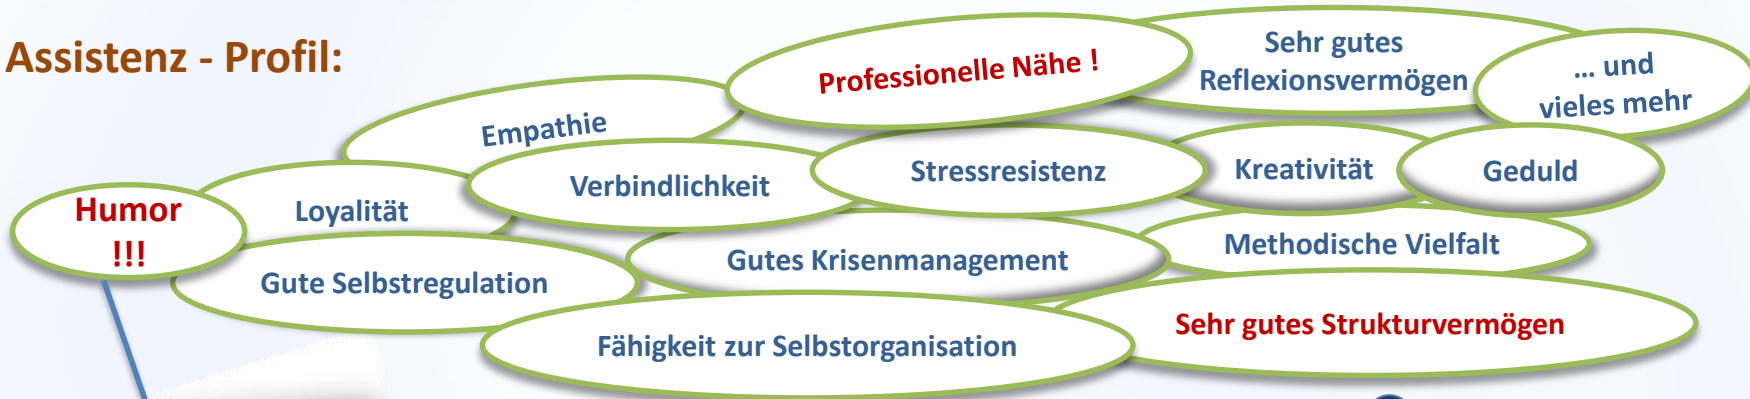 Assistenz - Profil:
Professionelle Nähe !
Sehr gutes
Reflexionsvermögen
... und
vieles mehr
Empathie
Verbindlichkeit
Stressresistenz
Kreativität
Geduld
Humor
!!!
Loyalität
Gute Selbstregulation
Gutes Krisenmanagement
Methodische Vielfalt
Fähigkeit zur Selbstorganisation
Sehr gutes Strukturvermögen